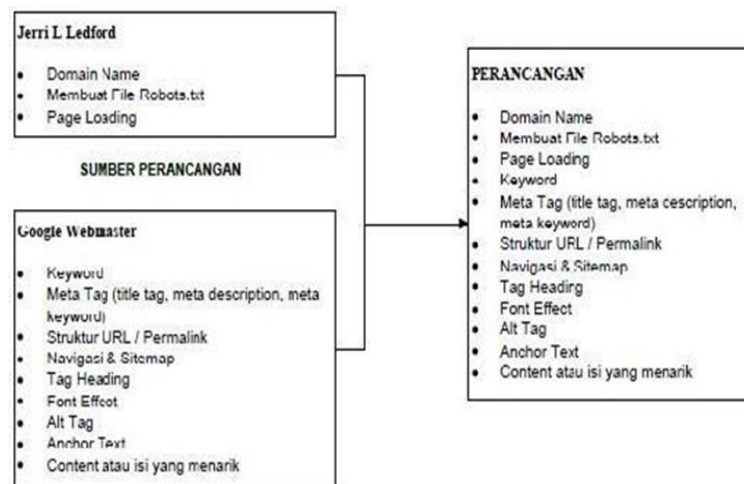 Jerri L Ledford
• Domain Name
• Membuat File Robots.txt
• Page Loading
SUMBER PERANCANGAN
Google Webmaster
• Keyword
• Meta Tag (title tag, meta description, meta
keyword)
• Struktur URL / Permalink
• Navigasi & Sitemap
• Tag Heading
• Font Effect
• Alt Tag
• Anchor Text
• Content atau isi yang menarik
PERANCANGAN
• Domain Name
• Membuat File Robots.txt
• Page Loading
• Keyword
• Meta Tag (title tag, meta cescription,
meta keyword)
• Struktur URL / Permalink
• Navigasi & Sitemap
• Tag Heading
• Font Effect
• Alt Tag
• Anchor Text
• Content atau isi yang menarik